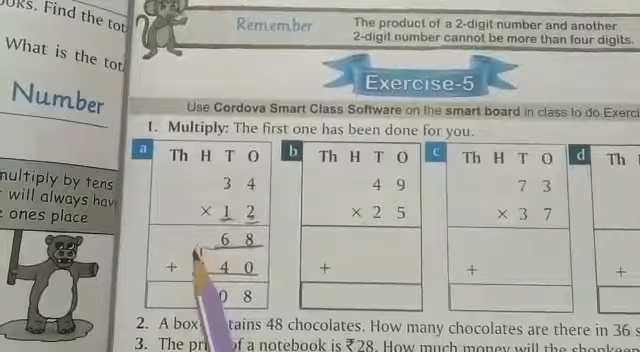 Find the tot
What is the tot
Number
multiply by tens
will always hav
ones place
Remember
The product of a 2-digit number and another
2-digit number cannot be more than four digits.
Exercise-5
Use Cordova Smart Class Software on the smart board in class to do Exerci
1. Multiply: The first one has been done for you.
a Th H T O
3 4
× 1 2
6 8
+ 4 0
0 8
b Th H T O
4 9
× 2 5
+
c Th H T O
7 3
× 3 7
+
d Th
+
2. A box tains 48 chocolates. How many chocolates are there in 36 s
3. The pri of a notebook is ₹28. How much money will the shopkeep